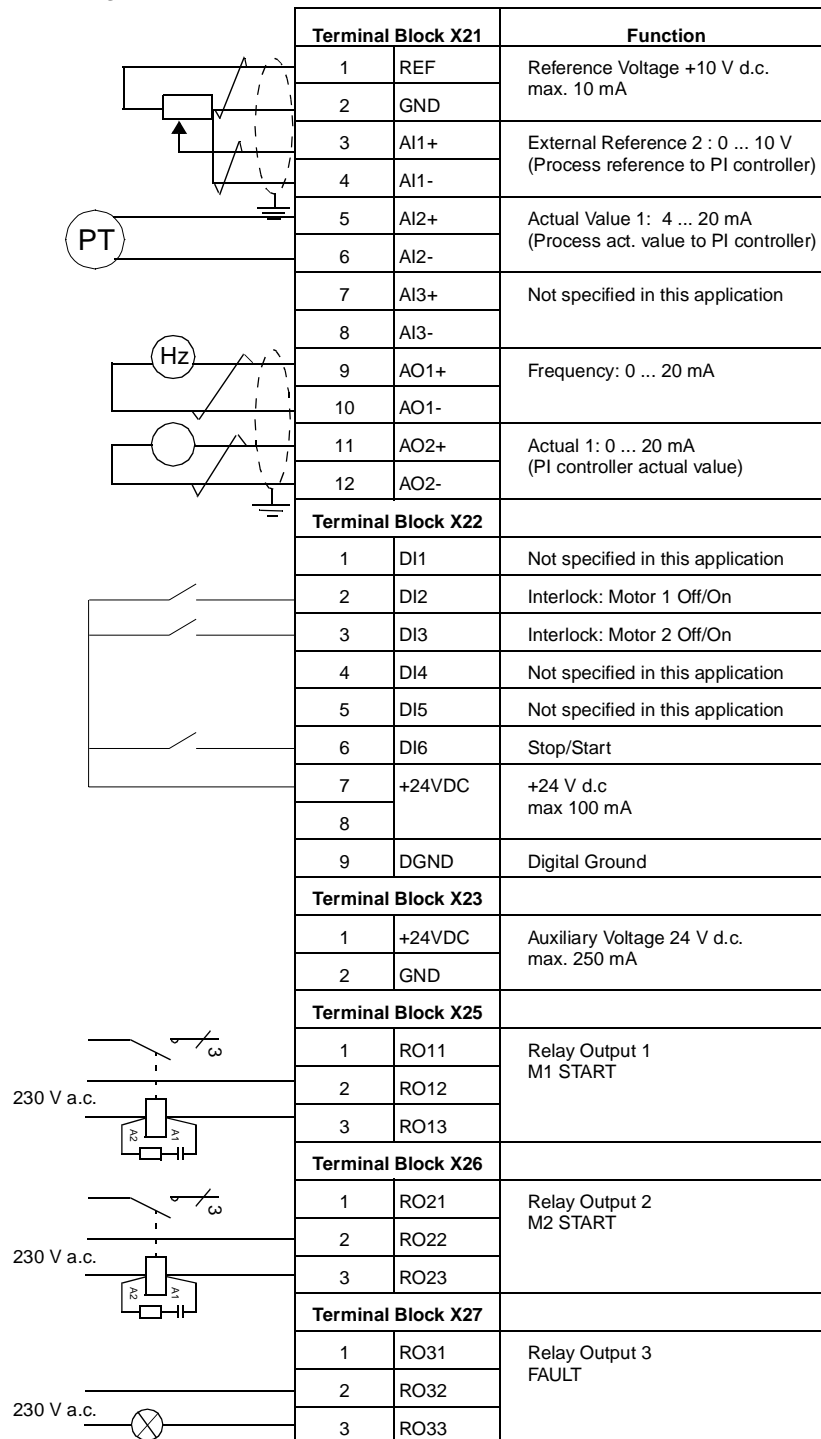 Terminal Block X21 Function
1 REF Reference Voltage +10 V d.c.
max. 10 mA
2 GND
3 AI1+ External Reference 2 : 0 ... 10 V
(Process reference to PI controller)
4 AI1-
PT
5 AI2+ Actual Value 1: 4 ... 20 mA
(Process act. value to PI controller)
6 AI2-
7 AI3+ Not specified in this application
8 AI3-
Hz
9 AO1+ Frequency: 0 ... 20 mA
10 AO1-
11 AO2+ Actual 1: 0 ... 20 mA
(PI controller actual value)
12 AO2-
Terminal Block X22
1 DI1 Not specified in this application
2 DI2 Interlock: Motor 1 Off/On
3 DI3 Interlock: Motor 2 Off/On
4 DI4 Not specified in this application
5 DI5 Not specified in this application
6 DI6 Stop/Start
7 +24VDC +24 V d.c
max 100 mA
8
9 DGND Digital Ground
Terminal Block X23
1 +24VDC Auxiliary Voltage 24 V d.c.
max. 250 mA
2 GND
Terminal Block X25
3
1 RO11 Relay Output 1
M1 START
230 V a.c.
2 RO12
3 RO13
A2 A1
Terminal Block X26
3
1 RO21 Relay Output 2
M2 START
230 V a.c.
2 RO22
3 RO23
A2 A1
Terminal Block X27
1 RO31 Relay Output 3
FAULT
2 RO32
230 V a.c.
3 RO33